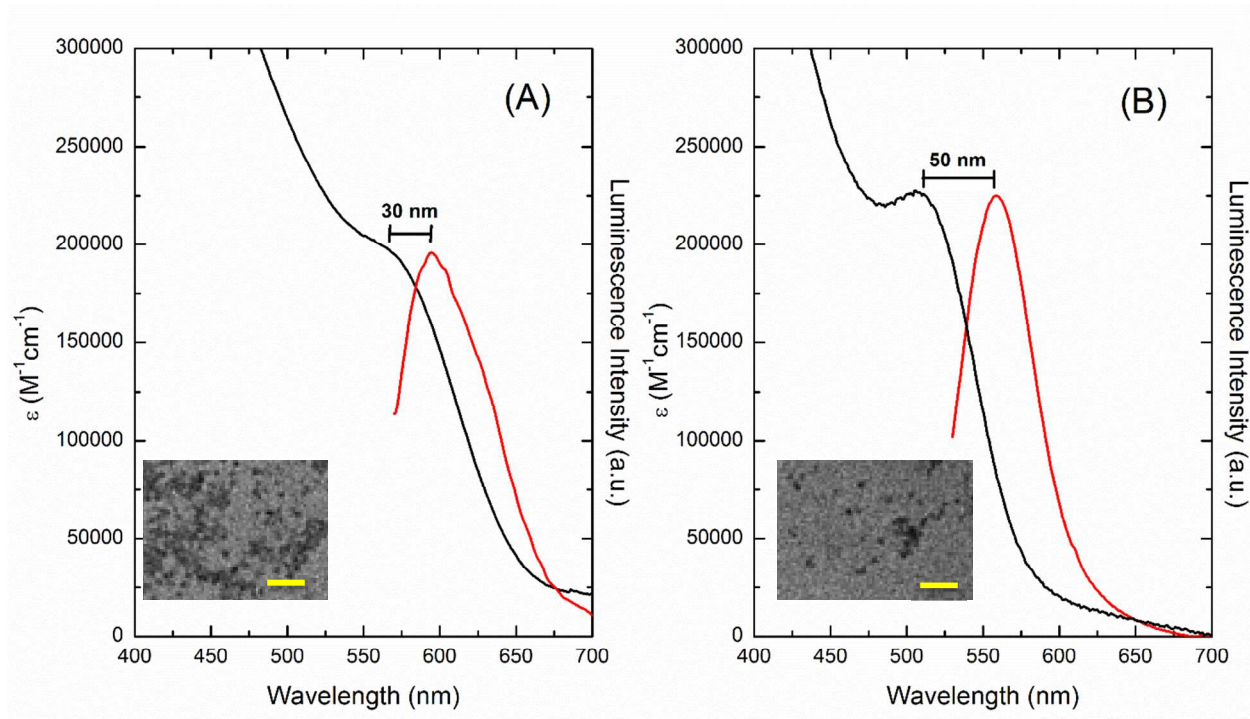 (A)
30 nm
300000
250000
200000
150000
100000
50000
0
ε (M⁻¹cm⁻¹)
400
450
500
550
600
650
700
Wavelength (nm)
Luminescence Intensity (a.u.)
(B)
50 nm
300000
250000
200000
150000
100000
50000
0
ε (M⁻¹cm⁻¹)
400
450
500
550
600
650
700
Wavelength (nm)
Luminescence Intensity (a.u.)